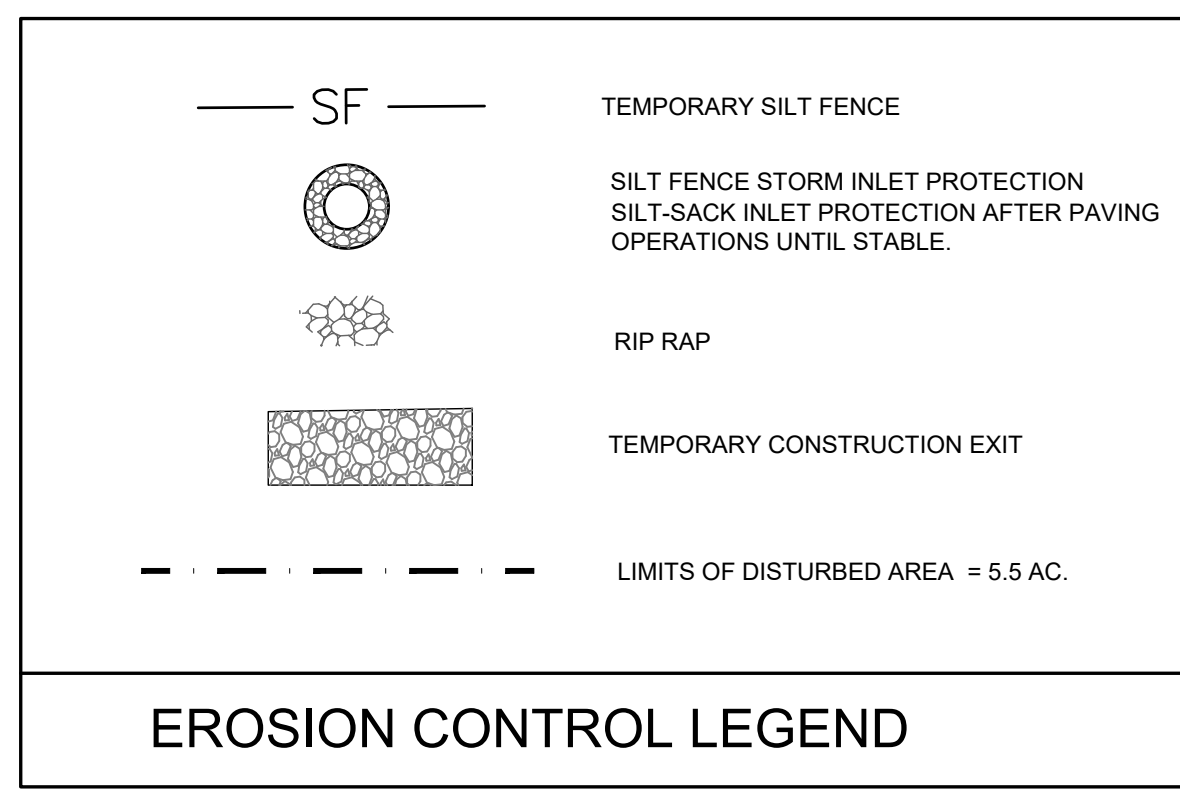 SF
TEMPORARY SILT FENCE
SILT FENCE STORM INLET PROTECTION
SILT-SACK INLET PROTECTION AFTER PAVING
OPERATIONS UNTIL STABLE.
RIP RAP
TEMPORARY CONSTRUCTION EXIT
LIMITS OF DISTURBED AREA = 5.5 AC.
EROSION CONTROL LEGEND